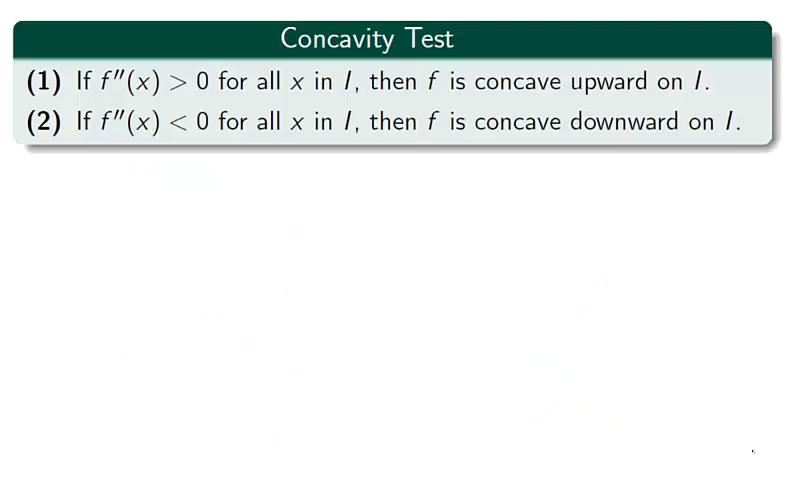 Concavity Test
(1) If f″(x) > 0 for all x in I, then f is concave upward on I.
(2) If f″(x) < 0 for all x in I, then f is concave downward on I.